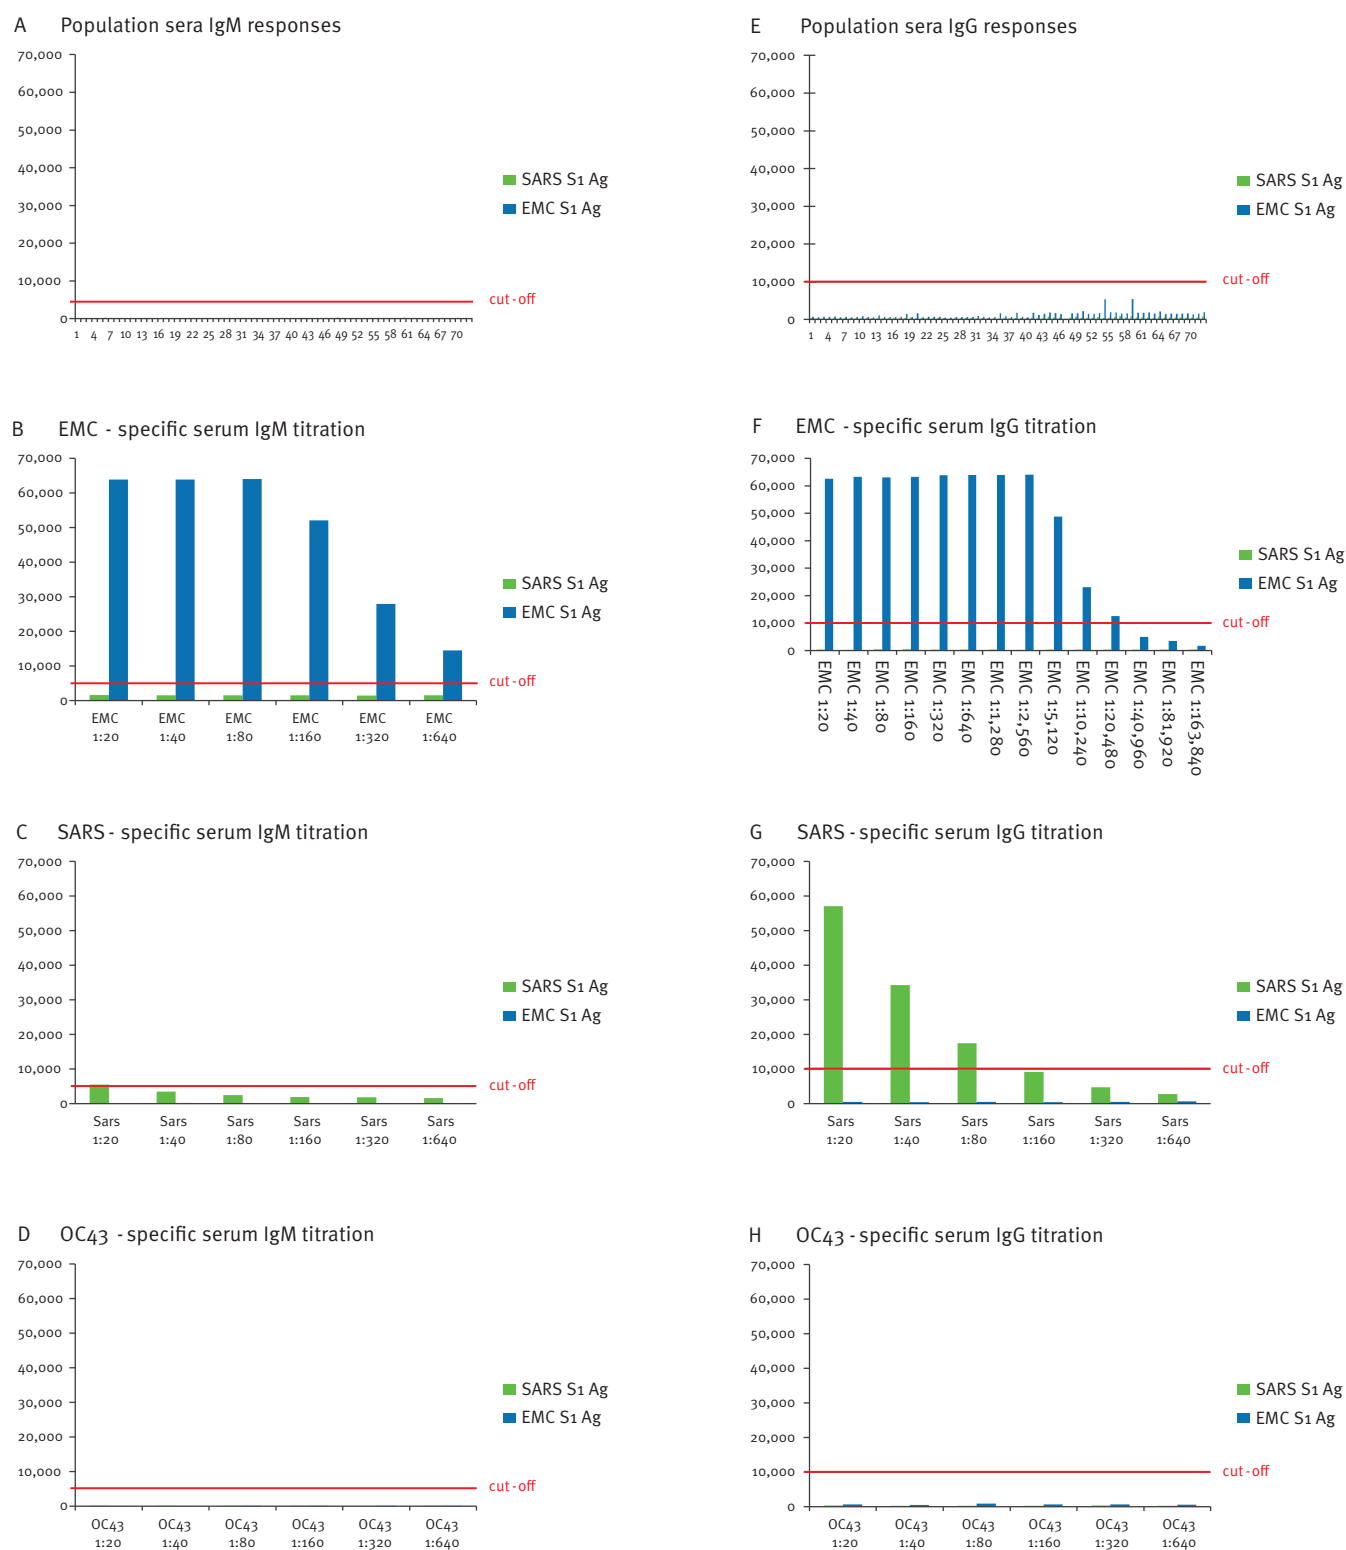 A Population sera IgM responses
70,000
60,000
50,000
40,000
30,000
20,000
10,000
0
1 4 7 10 13 16 19 22 25 28 31 34 37 40 43 46 49 52 55 58 61 64 67 70
SARS S1 Ag
EMC S1 Ag
cut-off
E Population sera IgG responses
70,000
60,000
50,000
40,000
30,000
20,000
10,000
0
1 4 7 10 13 16 19 22 25 28 31 34 37 40 43 46 49 52 55 58 61 64 67 70
SARS S1 Ag
EMC S1 Ag
cut-off
B EMC - specific serum IgM titration
70,000
60,000
50,000
40,000
30,000
20,000
10,000
0
EMC EMC EMC EMC EMC EMC
1:20 1:40 1:80 1:160 1:320 1:640
SARS S1 Ag
EMC S1 Ag
cut-off
F EMC - specific serum IgG titration
70,000
60,000
50,000
40,000
30,000
20,000
10,000
0
EMC 1:20
EMC 1:40
EMC 1:80
EMC 1:160
EMC 1:320
EMC 1:640
EMC 1:1,280
EMC 1:2,560
EMC 1:5,120
EMC 1:10,240
EMC 1:20,480
EMC 1:40,960
EMC 1:81,920
EMC 1:163,840
SARS S1 Ag
EMC S1 Ag
cut-off
C SARS - specific serum IgM titration
70,000
60,000
50,000
40,000
30,000
20,000
10,000
0
Sars Sars Sars Sars Sars Sars
1:20 1:40 1:80 1:160 1:320 1:640
SARS S1 Ag
EMC S1 Ag
cut-off
G SARS - specific serum IgG titration
70,000
60,000
50,000
40,000
30,000
20,000
10,000
0
Sars Sars Sars Sars Sars Sars
1:20 1:40 1:80 1:160 1:320 1:640
SARS S1 Ag
EMC S1 Ag
cut-off
D OC43 - specific serum IgM titration
70,000
60,000
50,000
40,000
30,000
20,000
10,000
0
OC43 OC43 OC43 OC43 OC43 OC43
1:20 1:40 1:80 1:160 1:320 1:640
SARS S1 Ag
EMC S1 Ag
cut-off
H OC43 - specific serum IgG titration
70,000
60,000
50,000
40,000
30,000
20,000
10,000
0
OC43 OC43 OC43 OC43 OC43 OC43
1:20 1:40 1:80 1:160 1:320 1:640
SARS S1 Ag
EMC S1 Ag
cut-off